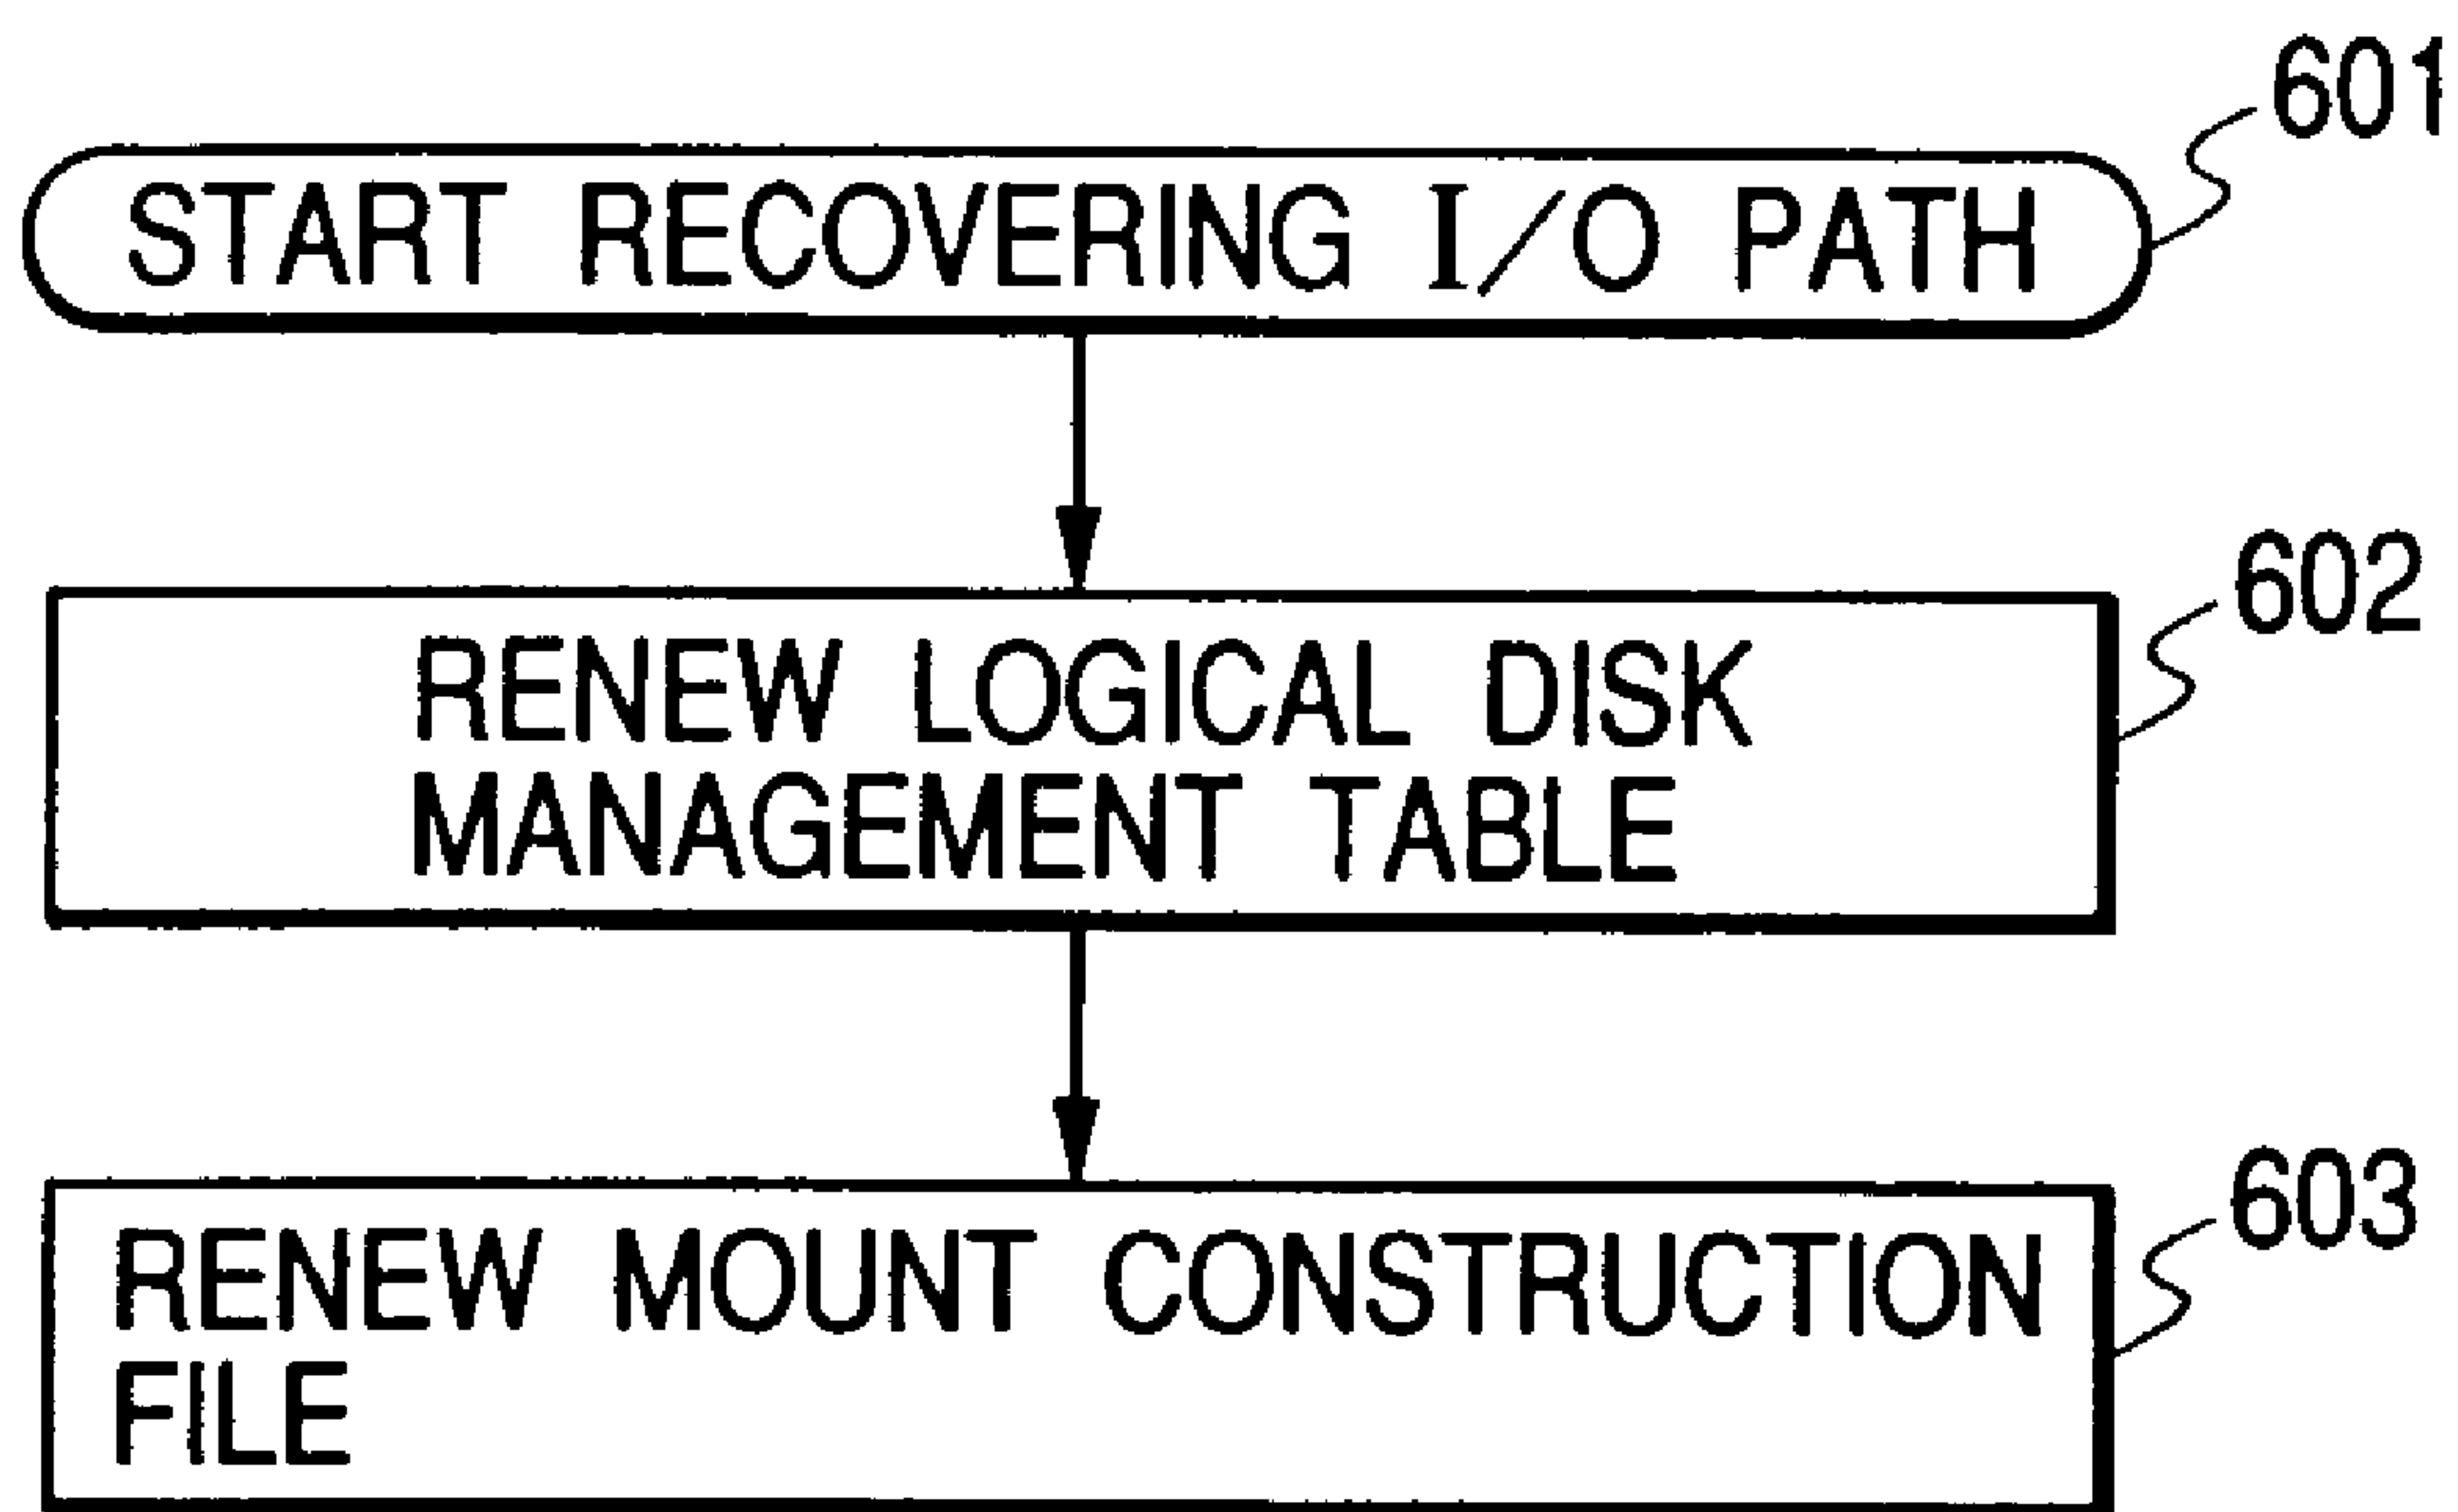 601
START RECOVERING I/O PATH
602
RENEW LOGICAL DISK
MANAGEMENT TABLE
603
RENEW MOUNT CONSTRUCTION
FILE